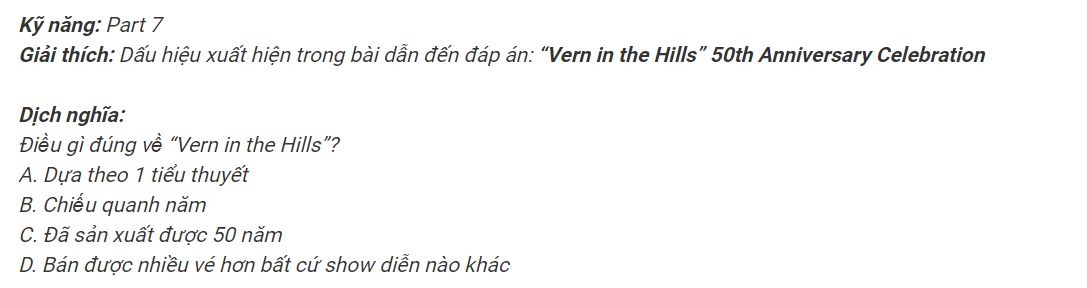 Kỹ năng: Part 7
Giải thích: Dấu hiệu xuất hiện trong bài dẫn đến đáp án: “Vern in the Hills” 50th Anniversary Celebration
Dịch nghĩa:
Điều gì đúng về “Vern in the Hills”?
A. Dựa theo 1 tiểu thuyết
B. Chiếu quanh năm
C. Đã sản xuất được 50 năm
D. Bán được nhiều vé hơn bất cứ show diễn nào khác